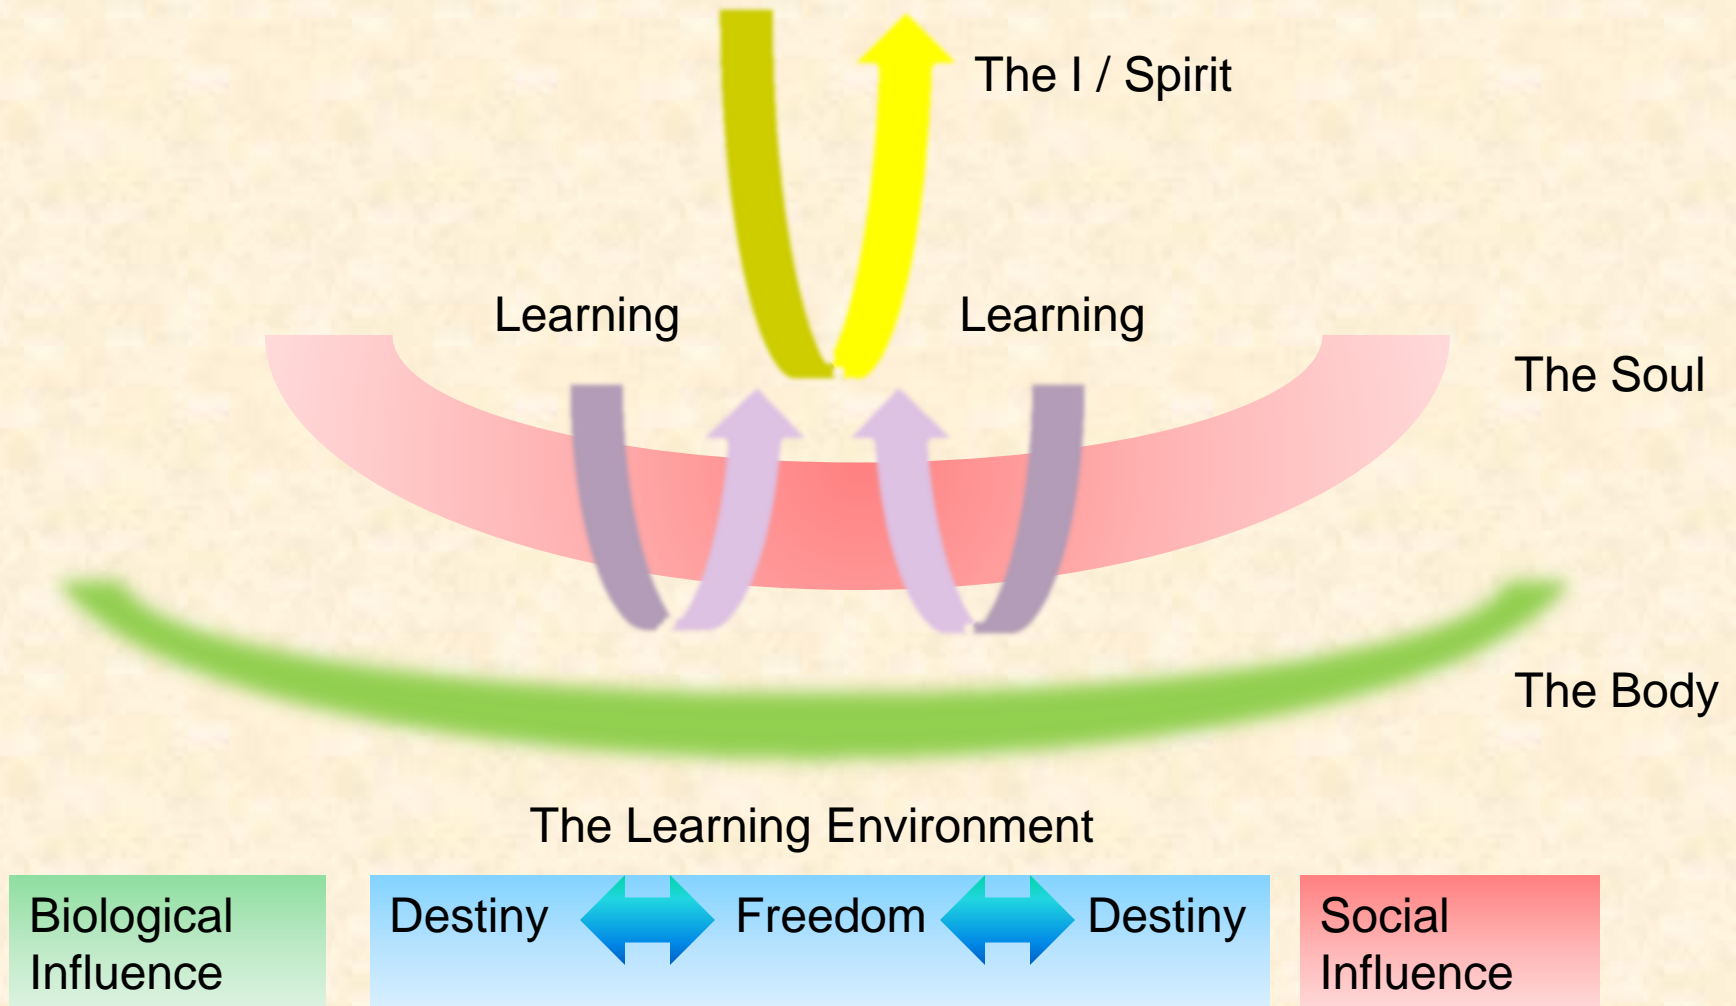 The I / Spirit
Learning
Learning
The Soul
The Body
The Learning Environment
Biological
Influence
Destiny
Freedom
Destiny
Social
Influence